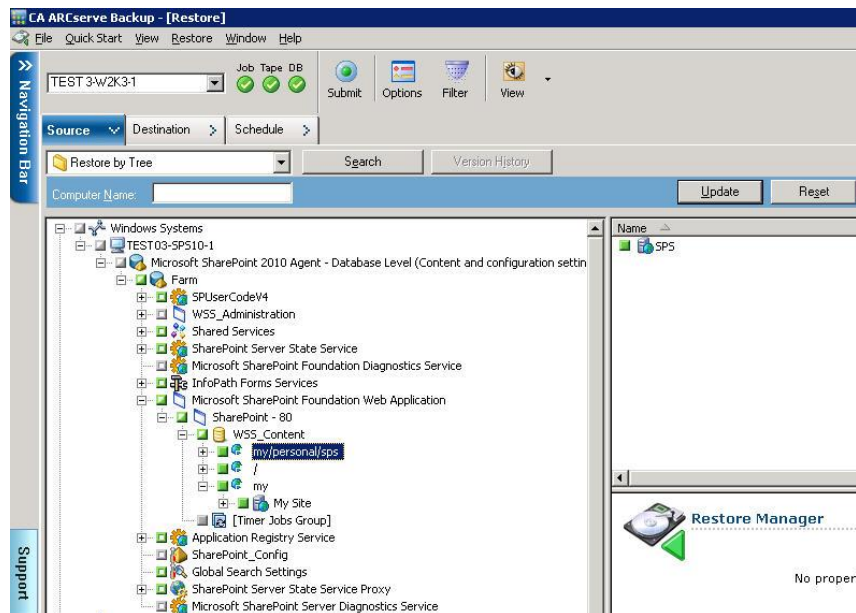 CA ARCserve Backup - [Restore]
File Quick Start View Restore Window Help
Navigation Bar
TEST 3-W2K3-1
Job Tape DB
Submit Options Filter View
Source Destination Schedule
Restore by Tree Search Version History
Computer Name: Update Reset
Windows Systems
TEST03-SPS10-1
Microsoft SharePoint 2010 Agent - Database Level (Content and configuration settin
Farm
SPUserCodeV4
WSS_Administration
Shared Services
SharePoint Server State Service
Microsoft SharePoint Foundation Diagnostics Service
InfoPath Forms Services
Microsoft SharePoint Foundation Web Application
SharePoint - 80
WSS_Content
my/personal/sps
/
my
My Site
[Timer Jobs Group]
Application Registry Service
SharePoint_Config
Global Search Settings
SharePoint Server State Service Proxy
Microsoft SharePoint Server Diagnostics Service
Name
SPS
Restore Manager
No proper
Support